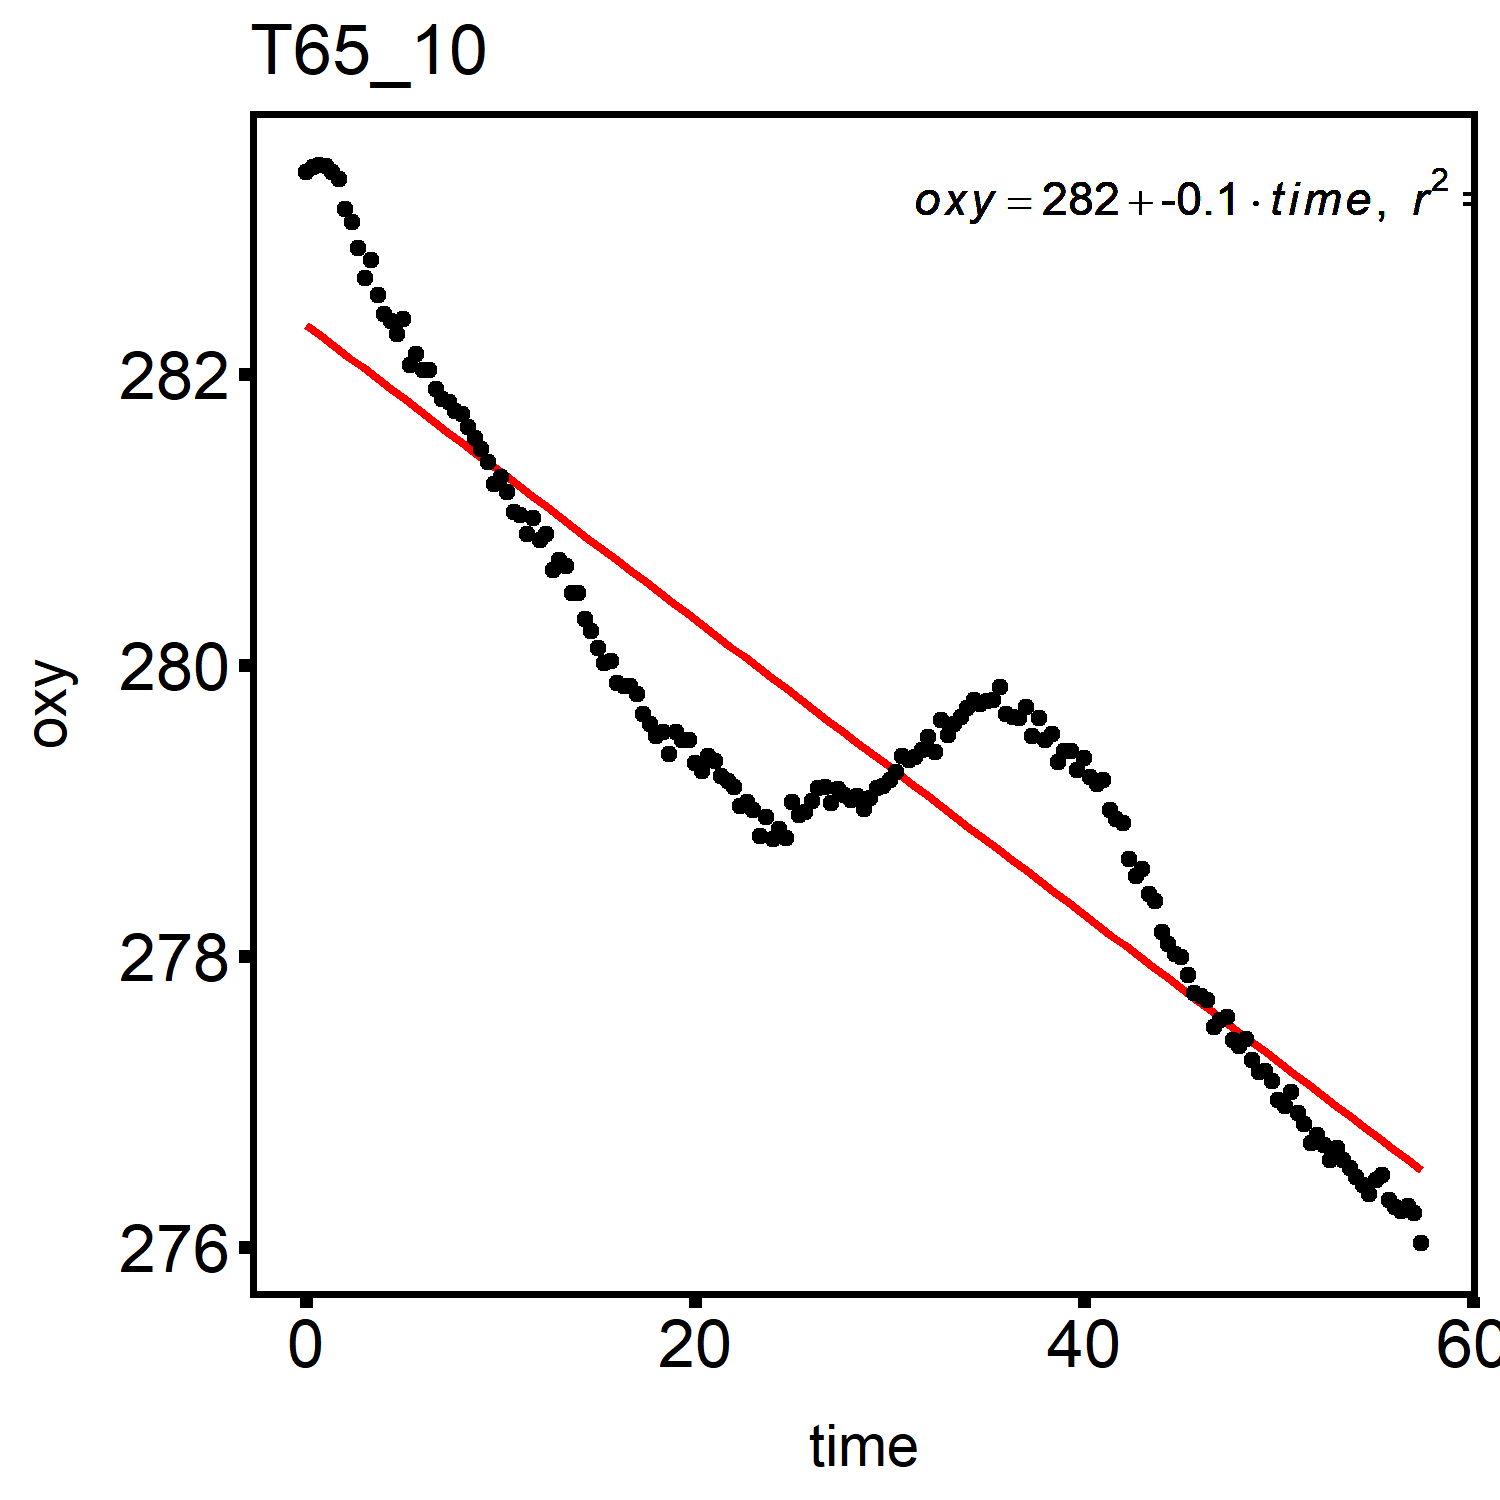 T65_10
oxy = 282 + -0.1 · time, r² =
282
280
278
276
oxy
0 20 40 60
time